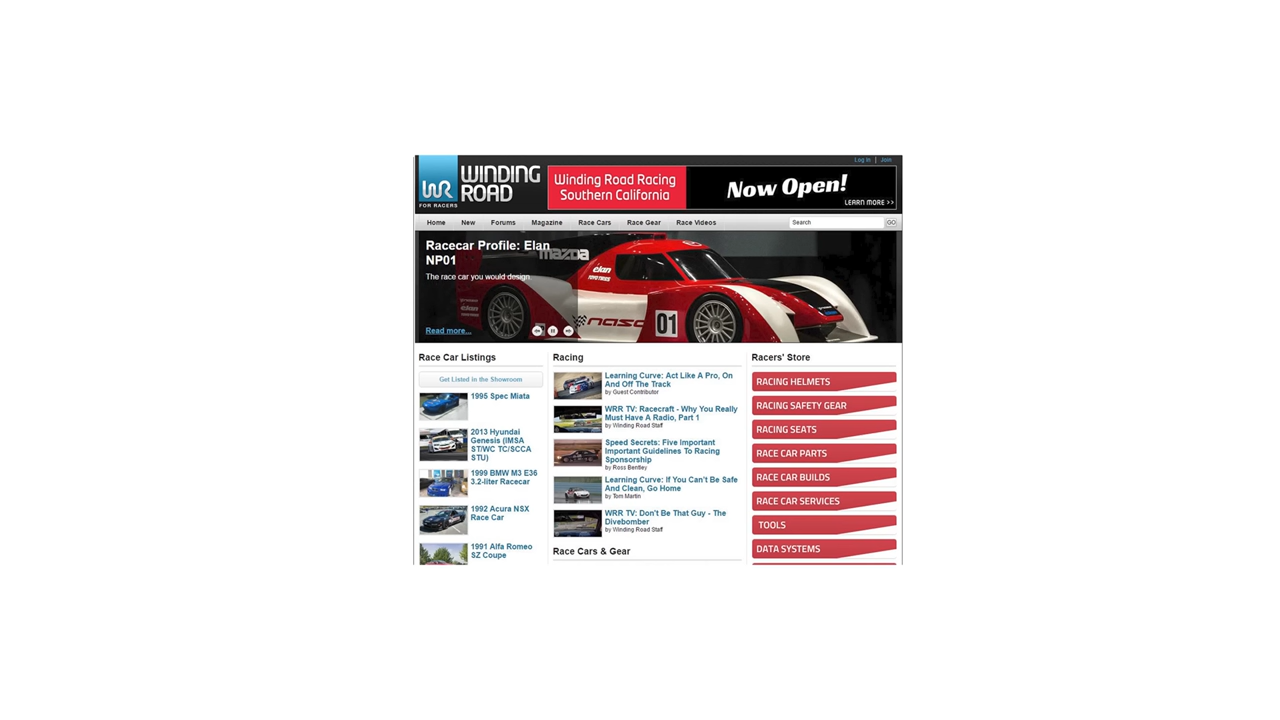 Log In | Join
WR
FOR RACERS
WINDING
ROAD
Winding Road Racing
Southern California
Now Open!
LEARN MORE >>
Home New Forums Magazine Race Cars Race Gear Race Videos
Search GO
Racecar Profile: Elan
NP01
The race car you would design.
Read more...
mazda
elan
nasa
01
Race Car Listings
Get Listed in the Showroom
1995 Spec Miata
2013 Hyundai
Genesis (IMSA
ST/WC TC/SCCA
STU)
1999 BMW M3 E36
3.2-liter Racecar
1992 Acura NSX
Race Car
1991 Alfa Romeo
SZ Coupe
Racing
Learning Curve: Act Like A Pro, On
And Off The Track
by Guest Contributor
WRR TV: Racecraft - Why You Really
Must Have A Radio, Part 1
by Winding Road Staff
Speed Secrets: Five Important
Important Guidelines To Racing
Sponsorship
by Ross Bentley
Learning Curve: If You Can't Be Safe
And Clean, Go Home
by Tom Martin
WRR TV: Don't Be That Guy - The
Divebomber
by Winding Road Staff
Race Cars & Gear
Racers' Store
RACING HELMETS
RACING SAFETY GEAR
RACING SEATS
RACE CAR PARTS
RACE CAR BUILDS
RACE CAR SERVICES
TOOLS
DATA SYSTEMS